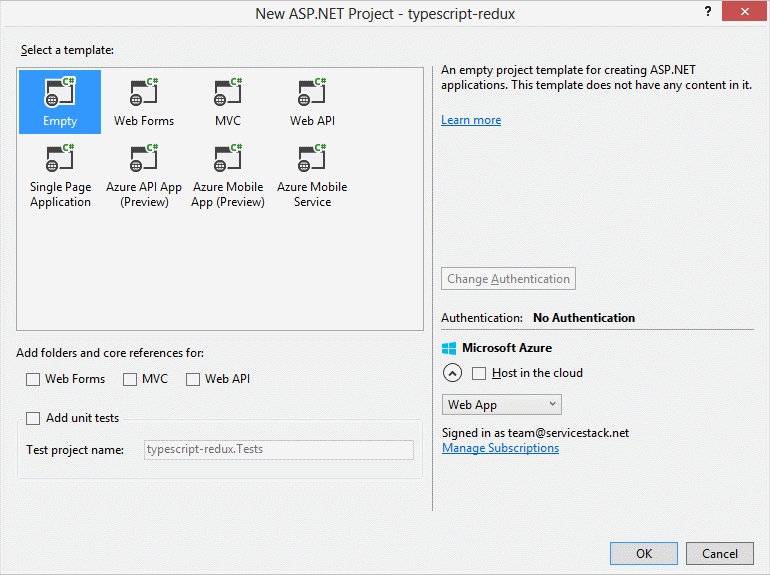 New ASP.NET Project - typescript-redux
?
Select a template:
C# C# C# C#
Empty Web Forms MVC Web API
C# C# C# C#
Single Page Azure API App Azure Mobile Azure Mobile
Application (Preview) App (Preview) Service
An empty project template for creating ASP.NET
applications. This template does not have any content in it.
Learn more
Change Authentication
Authentication: No Authentication
Microsoft Azure
Host in the cloud
Web App
Signed in as team@servicestack.net
Manage Subscriptions
Add folders and core references for:
Web Forms MVC Web API
Add unit tests
Test project name: typescript-redux.Tests
OK Cancel